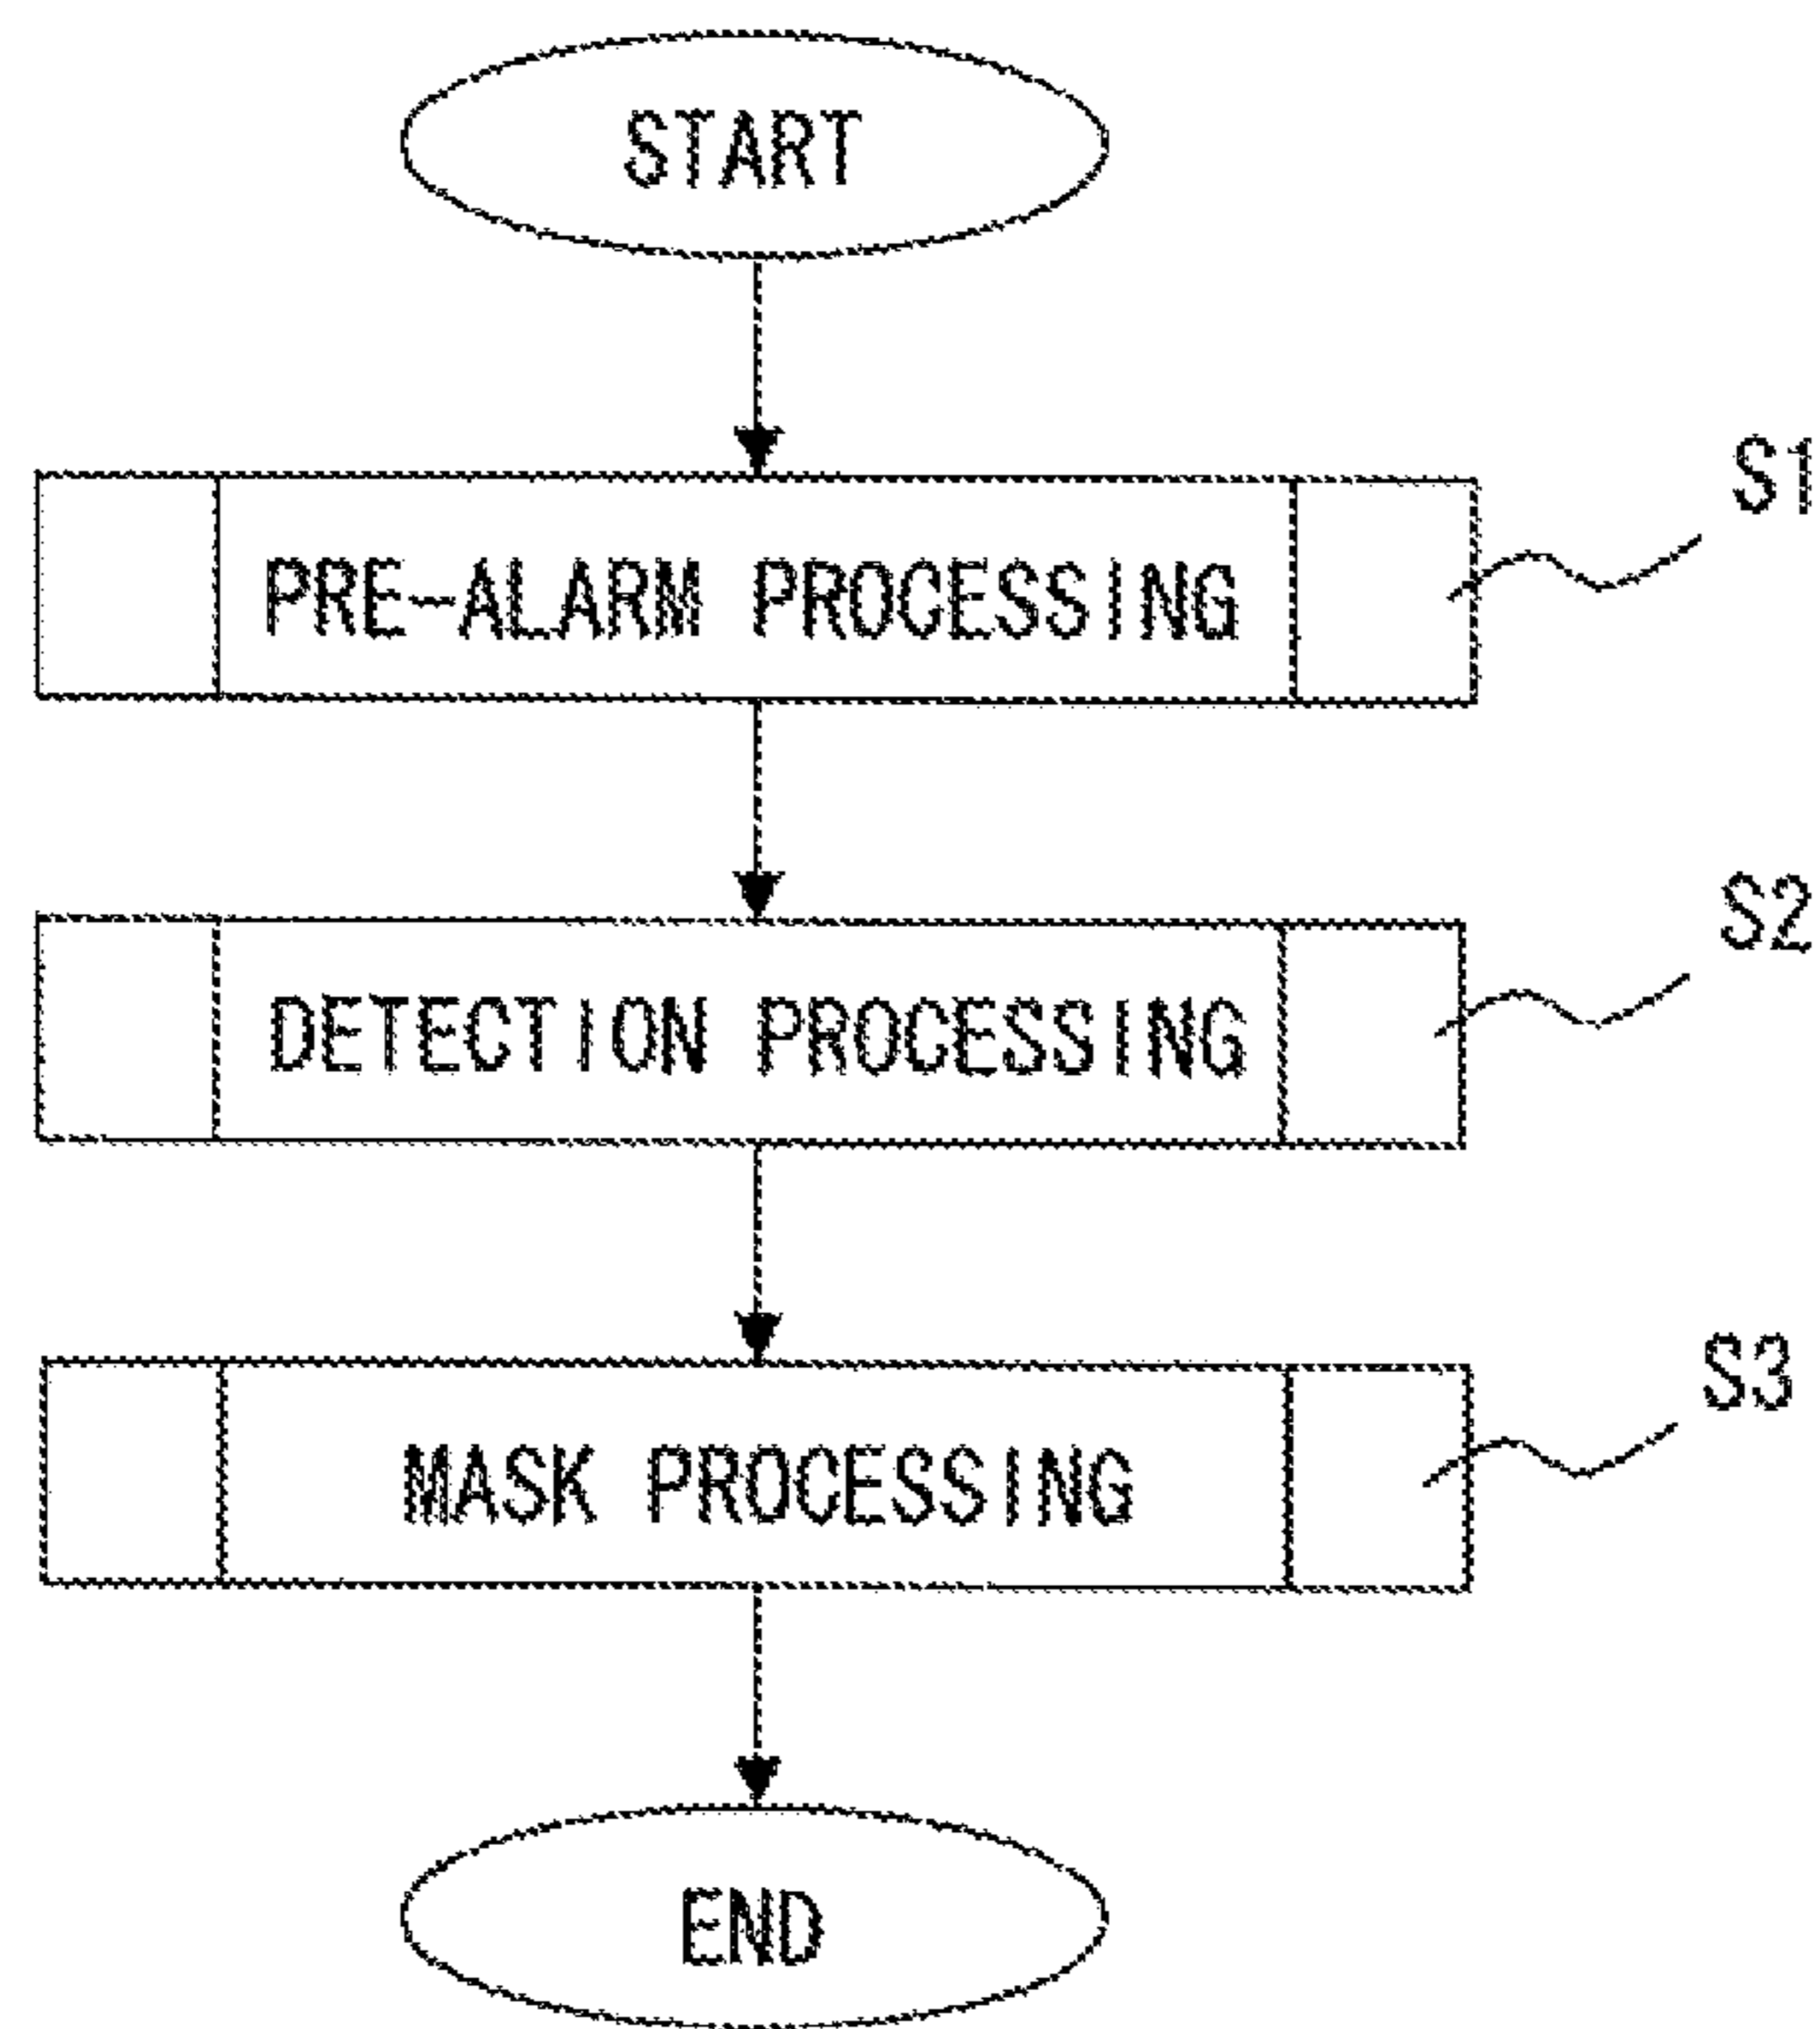 START
S1
PRE-ALARM PROCESSING
S2
DETECTION PROCESSING
S3
MASK PROCESSING
END